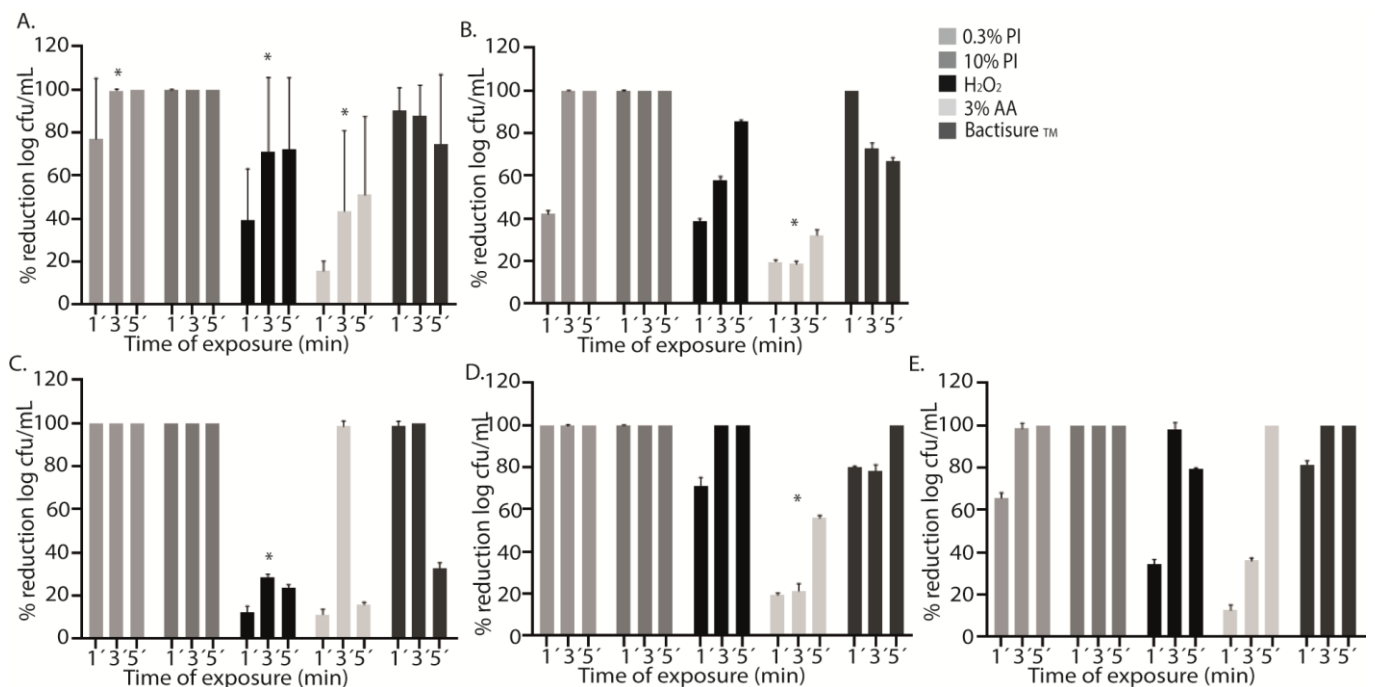 A.
% reduction log cfu/mL
120
100
80
60
40
20
0
* * *
1´ 3´ 5´ 1´ 3´ 5´ 1´ 3´ 5´ 1´ 3´ 5´ 1´ 3´ 5´
Time of exposure (min)
B.
% reduction log cfu/mL
120
100
80
60
40
20
0
*
1´ 3´ 5´ 1´ 3´ 5´ 1´ 3´ 5´ 1´ 3´ 5´ 1´ 3´ 5´
Time of exposure (min)
0.3% PI
10% PI
H₂O₂
3% AA
Bactisure TM
C.
% reduction log cfu/mL
120
100
80
60
40
20
0
*
1´ 3´ 5´ 1´ 3´ 5´ 1´ 3´ 5´ 1´ 3´ 5´ 1´ 3´ 5´
Time of exposure (min)
D.
% reduction log cfu/mL
120
100
80
60
40
20
0
*
1´ 3´ 5´ 1´ 3´ 5´ 1´ 3´ 5´ 1´ 3´ 5´ 1´ 3´ 5´
Time of exposure (min)
E.
% reduction log cfu/mL
120
100
80
60
40
20
0
1´ 3´ 5´ 1´ 3´ 5´ 1´ 3´ 5´ 1´ 3´ 5´ 1´ 3´ 5´
Time of exposure (min)